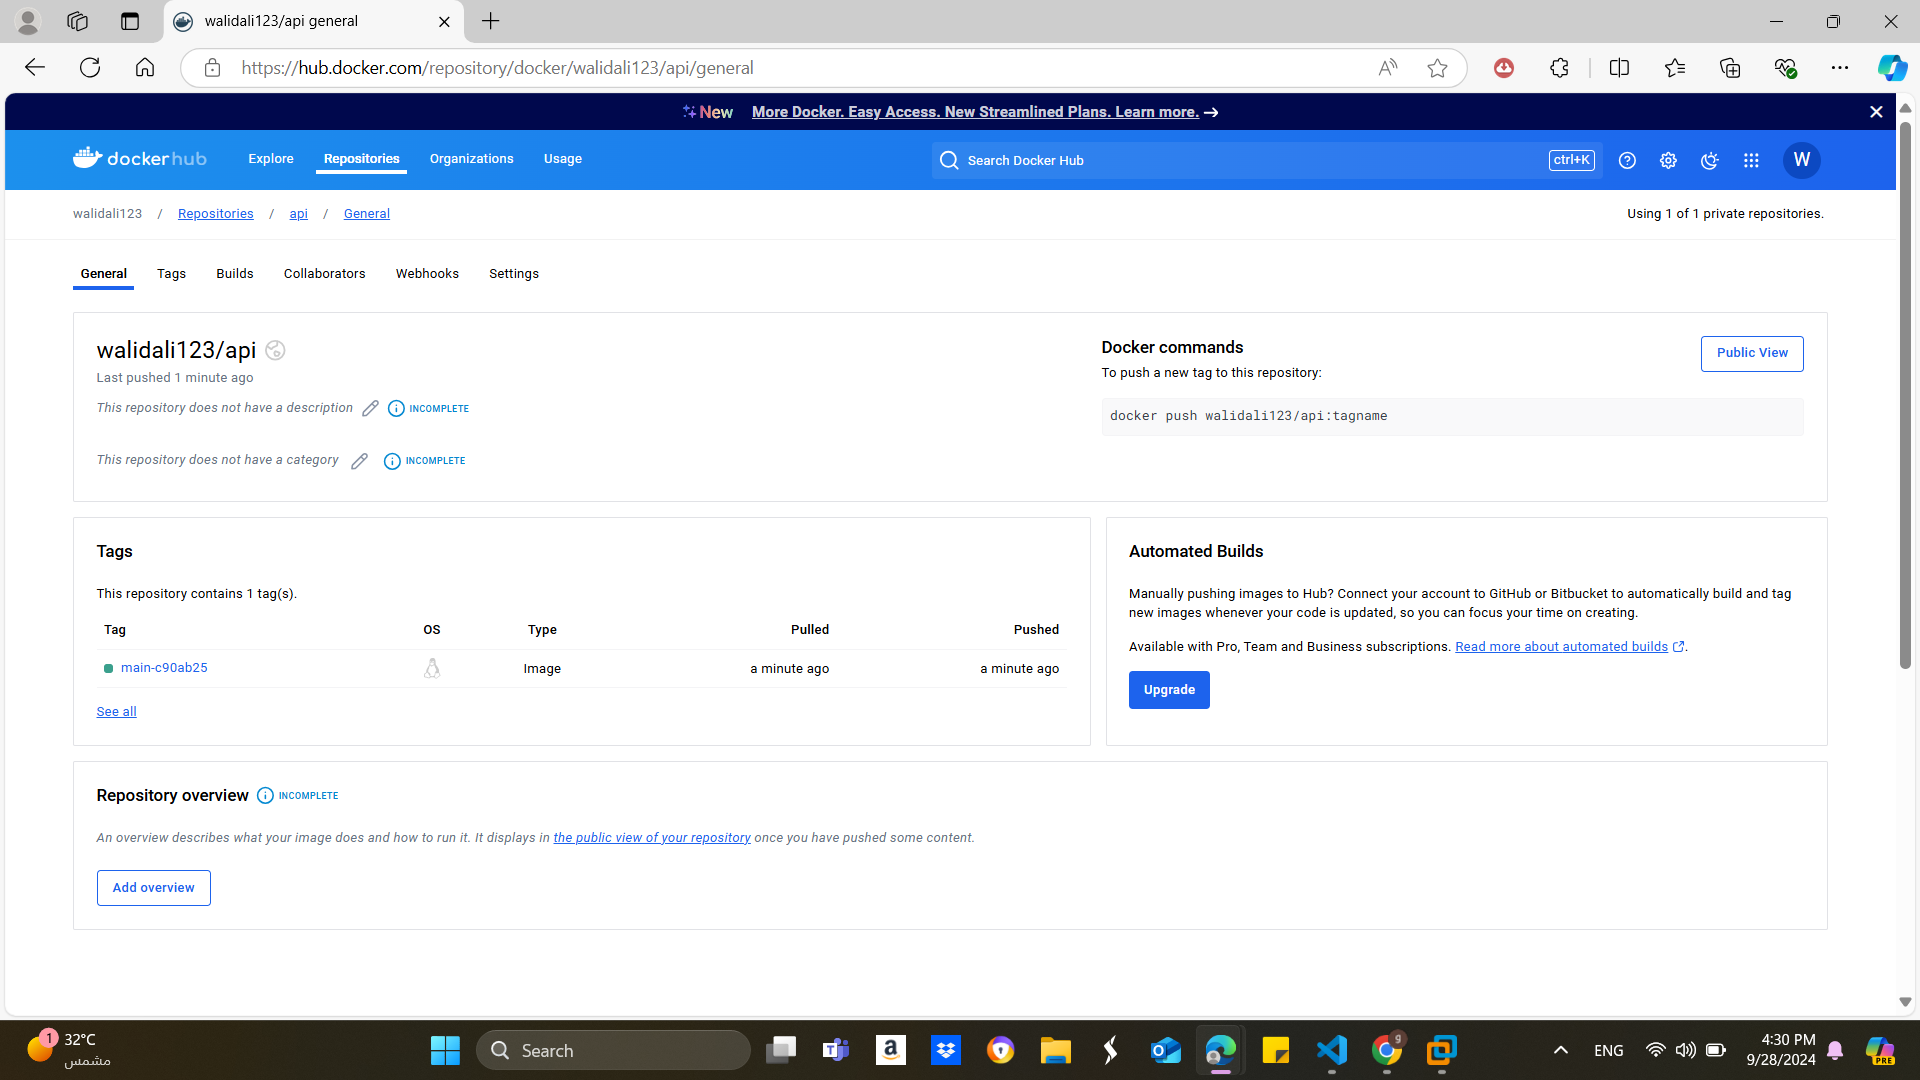 walidali123/api general
https://hub.docker.com/repository/docker/walidali123/api/general
New More Docker. Easy Access. New Streamlined Plans. Learn more. →
dockerhub Explore Repositories Organizations Usage Search Docker Hub ctrl+K W
walidali123 / Repositories / api / General Using 1 of 1 private repositories.
General Tags Builds Collaborators Webhooks Settings
walidali123/api
Last pushed 1 minute ago
This repository does not have a description INCOMPLETE
This repository does not have a category INCOMPLETE
Docker commands
Public View
To push a new tag to this repository:
docker push walidali123/api:tagname
Tags
This repository contains 1 tag(s).
Tag OS Type Pulled Pushed
main-c90ab25 Image a minute ago a minute ago
See all
Automated Builds
Manually pushing images to Hub? Connect your account to GitHub or Bitbucket to automatically build and tag
new images whenever your code is updated, so you can focus your time on creating.
Available with Pro, Team and Business subscriptions. Read more about automated builds.
Upgrade
Repository overview INCOMPLETE
An overview describes what your image does and how to run it. It displays in the public view of your repository once you have pushed some content.
Add overview
1 32°C
مشمس
Search
ENG
4:30 PM
9/28/2024
PRE